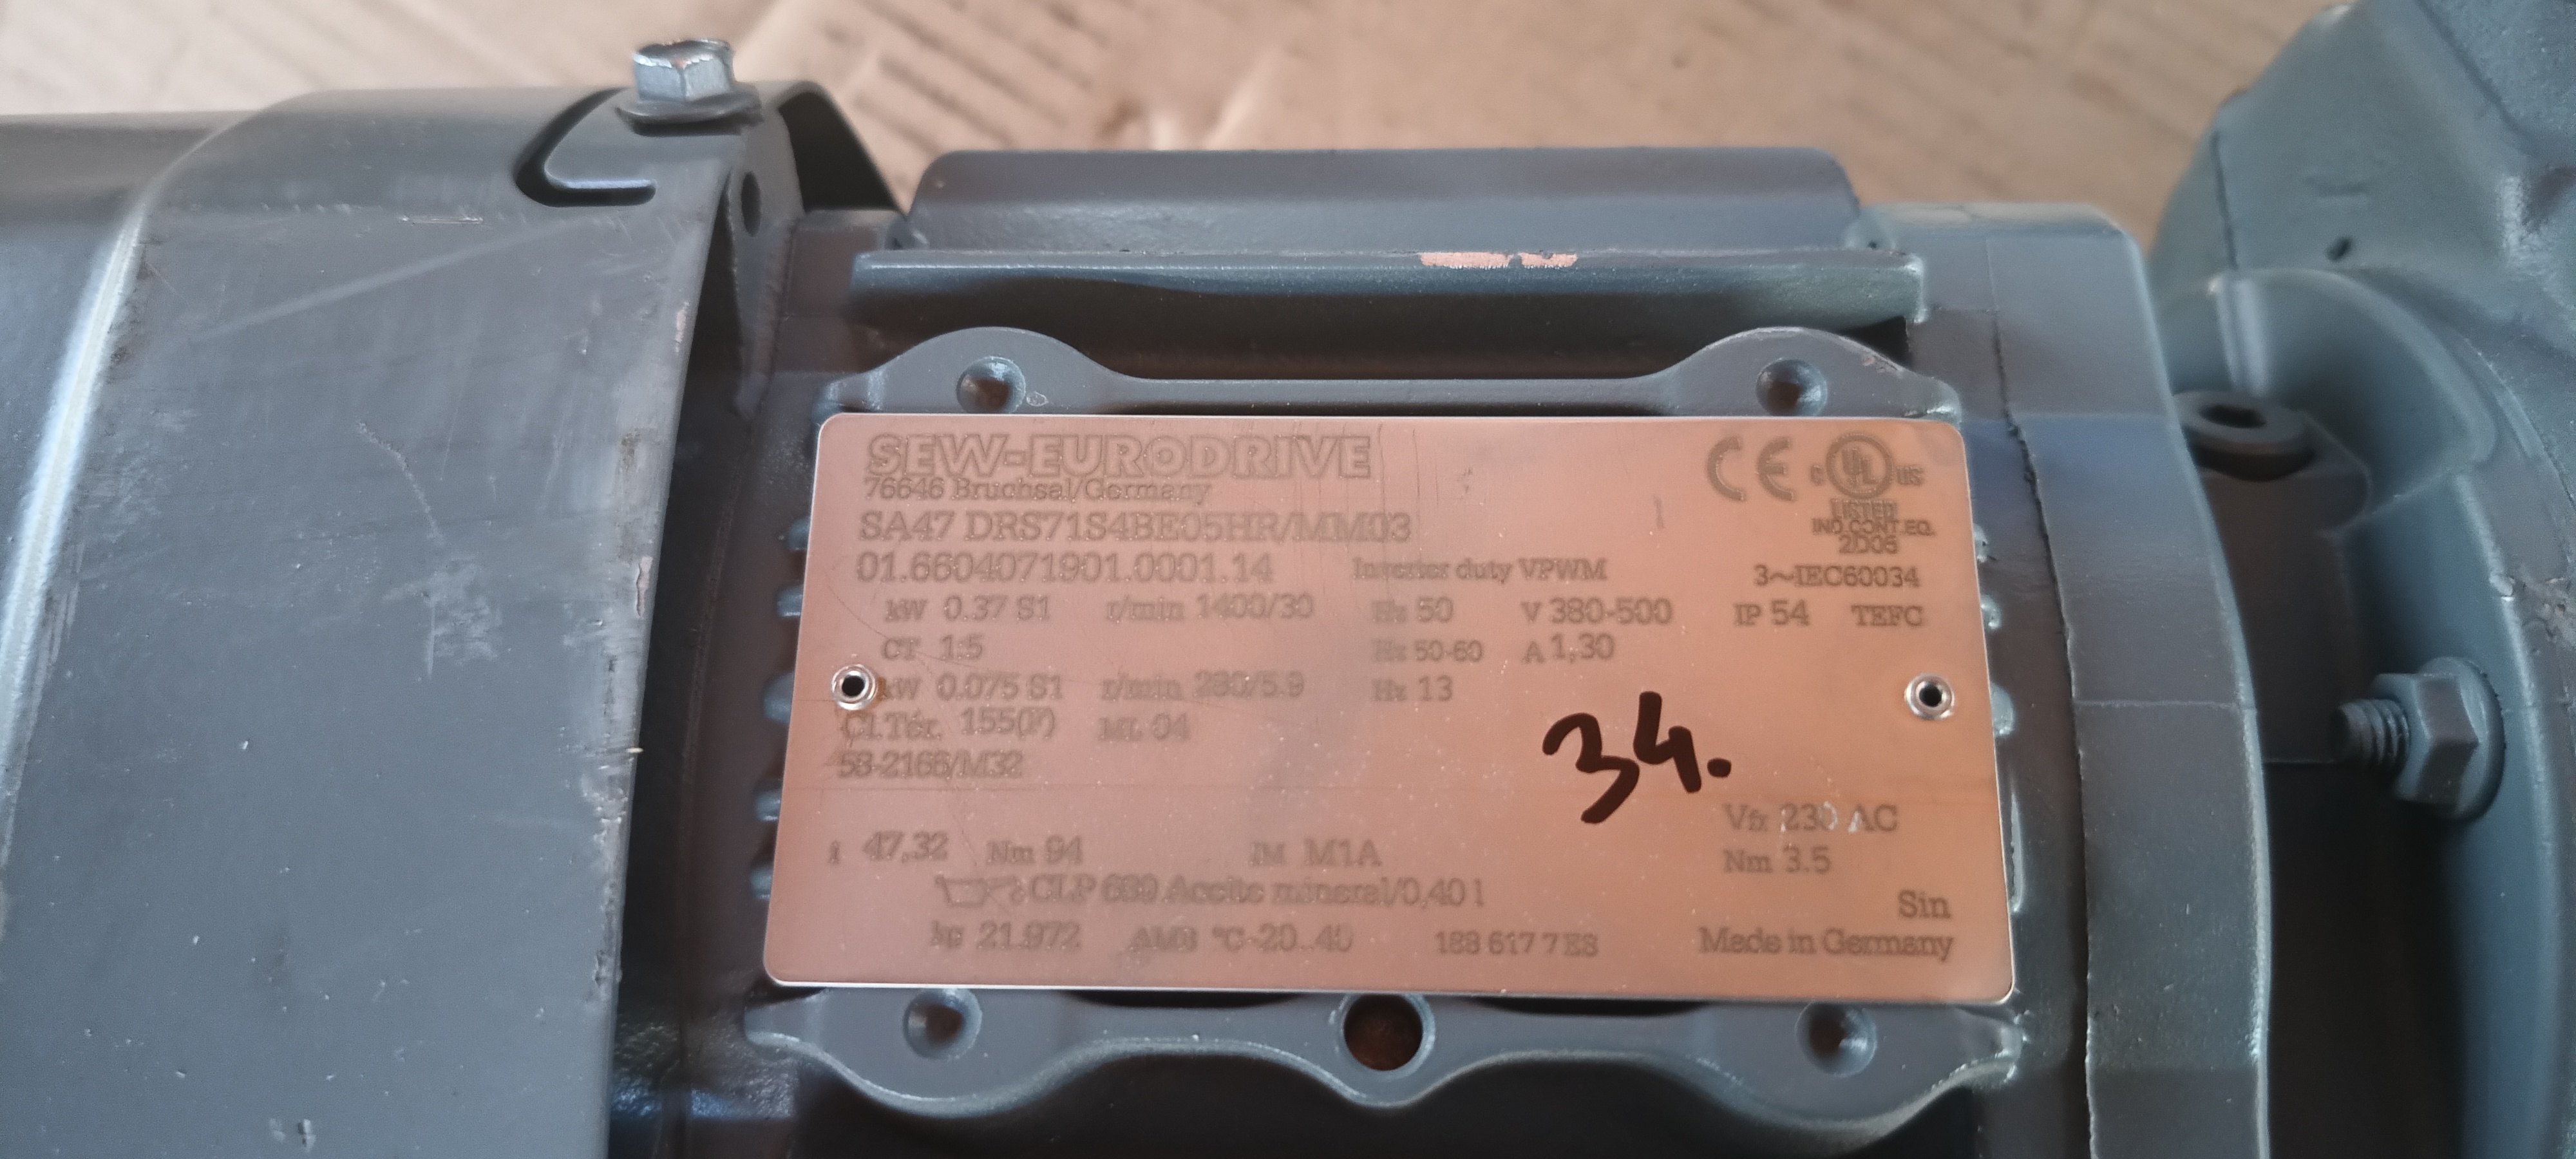 SEW-EURODRIVE
76646 Bruchsal/Germany
CE
c UL US
LISTED
IND.CONT.EQ.
2D06
SA47 DRS71S4BE05HR/MM03
01.6604071901.0001.14 Inverter duty VPWM 3~IEC60034
kW 0.37 S1 r/min 1400/30 Hz 50 V 380-500 IP 54 TEFC
CT 1:5 Hz 50-60 A 1,30
kW 0.075 S1 r/min 280/5.9 Hz 13
Cl.Tér. 155(F) ML 04
34.
Vbr 230 AC
i 47,32 Nm 94 IM M1A Nm 3.5
CLP 680 Aceite mineral/0,40 l
Sin
kg 21.972 AMB °C -20..40 188 617 7 ES Made in Germany